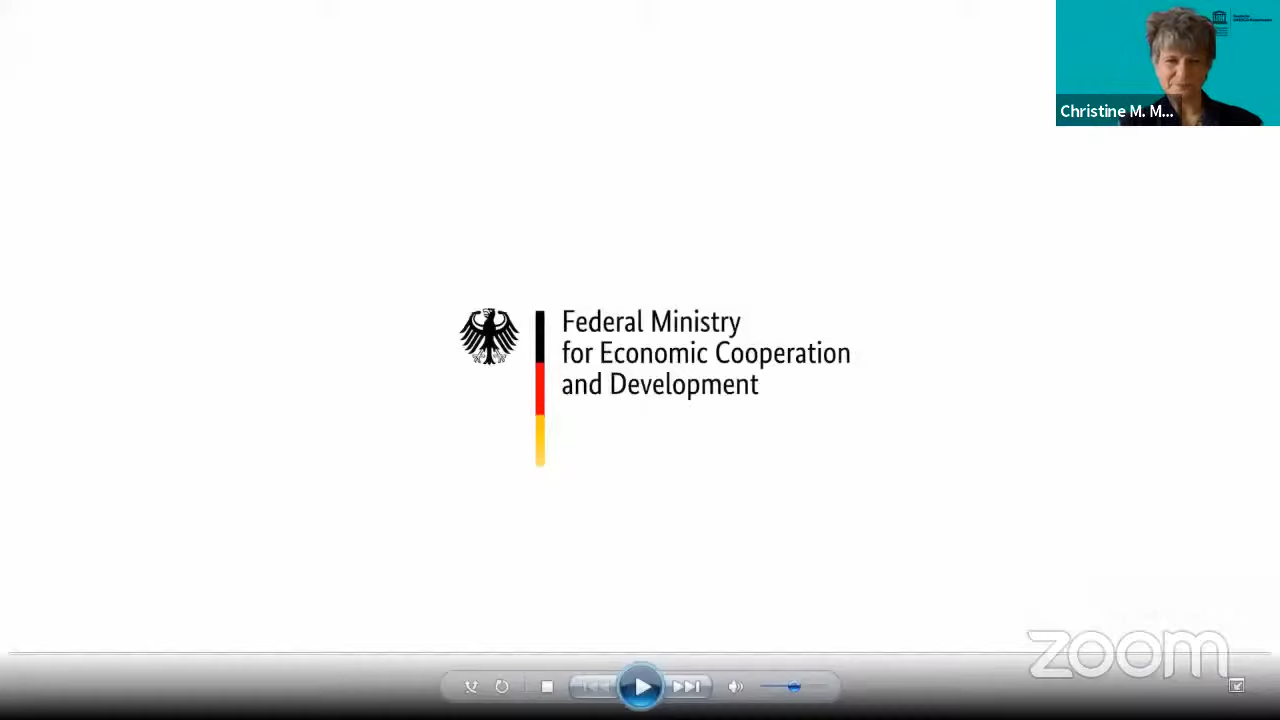 Christine M. M...
Federal Ministry
for Economic Cooperation
and Development
zoom